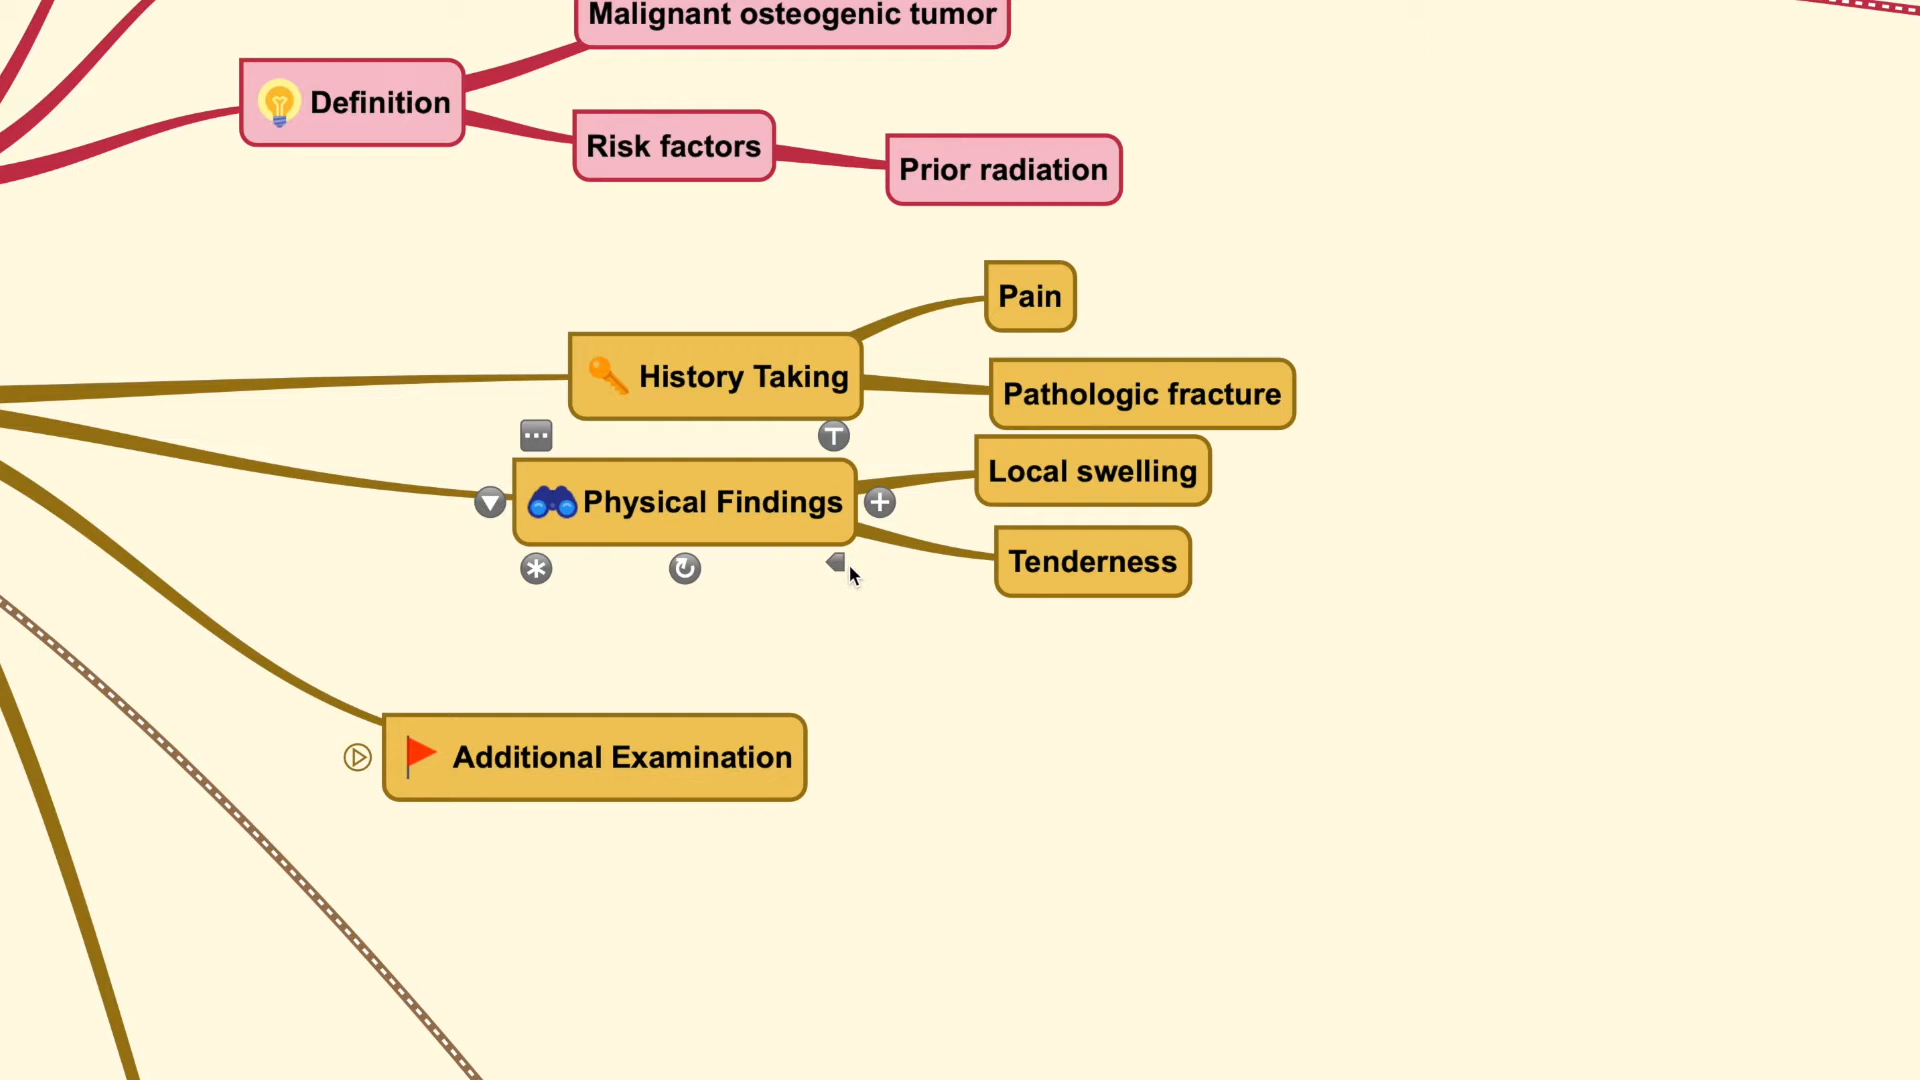 Malignant osteogenic tumor
Definition
Risk factors
Prior radiation
Pain
History Taking
Pathologic fracture
Local swelling
Physical Findings
Tenderness
Additional Examination